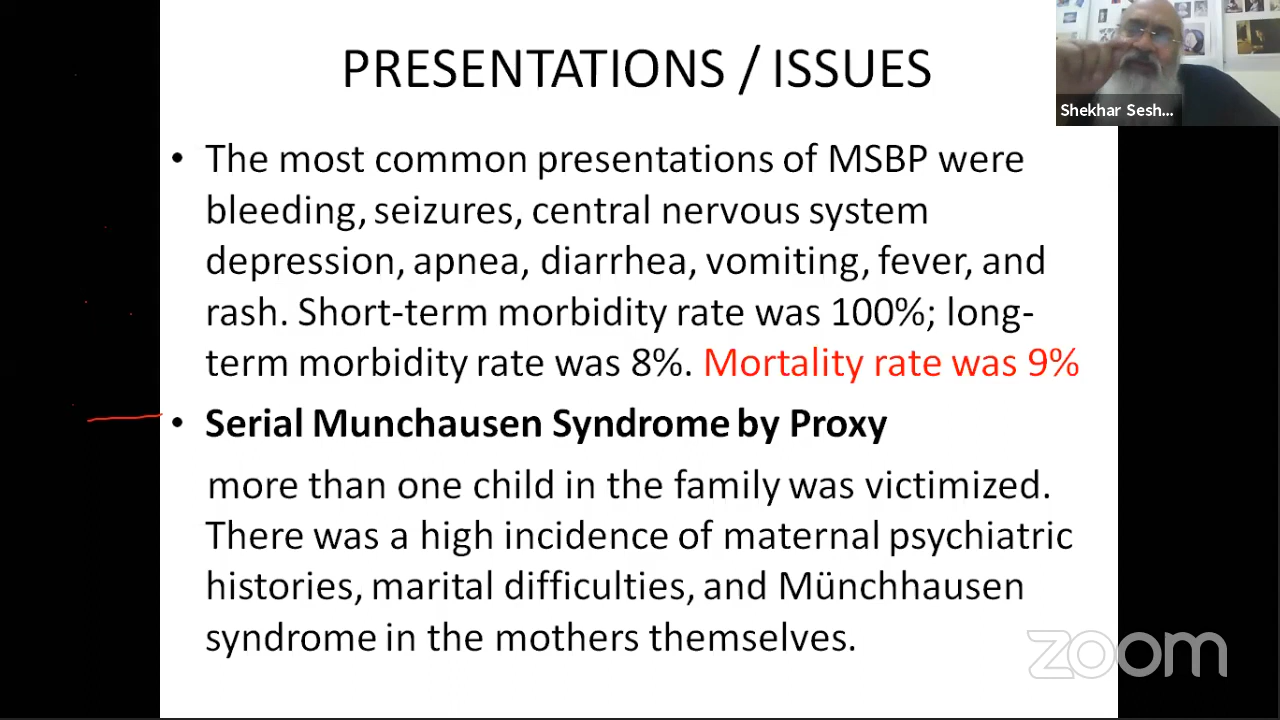 PRESENTATIONS / ISSUES
Shekhar Sesh...
• The most common presentations of MSBP were
bleeding, seizures, central nervous system
depression, apnea, diarrhea, vomiting, fever, and
rash. Short-term morbidity rate was 100%; long-
term morbidity rate was 8%. Mortality rate was 9%
• Serial Munchausen Syndrome by Proxy
more than one child in the family was victimized.
There was a high incidence of maternal psychiatric
histories, marital difficulties, and Münchhausen
syndrome in the mothers themselves.
zoom